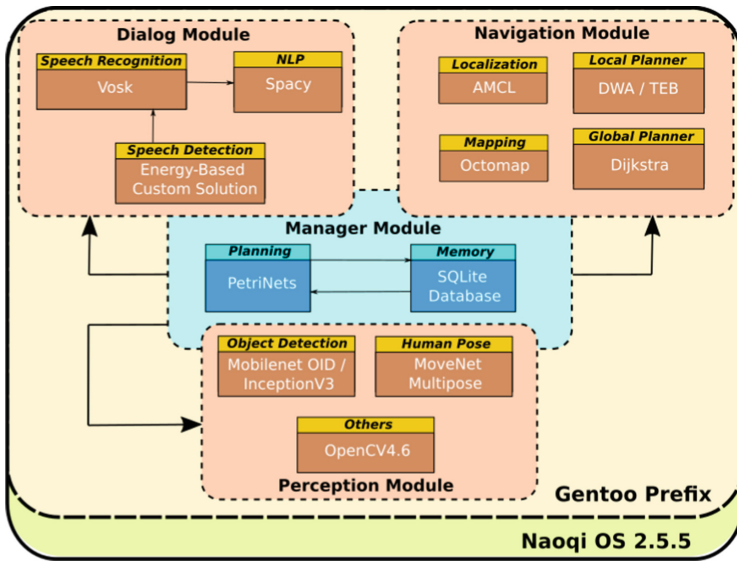 Dialog Module
Speech Recognition
Vosk
NLP
Spacy
Speech Detection
Energy-Based
Custom Solution
Navigation Module
Localization
AMCL
Local Planner
DWA / TEB
Mapping
Octomap
Global Planner
Dijkstra
Manager Module
Planning
PetriNets
Memory
SQLite
Database
Object Detection
Mobilenet OID /
InceptionV3
Human Pose
MoveNet
Multipose
Others
OpenCV4.6
Perception Module
Gentoo Prefix
Naoqi OS 2.5.5